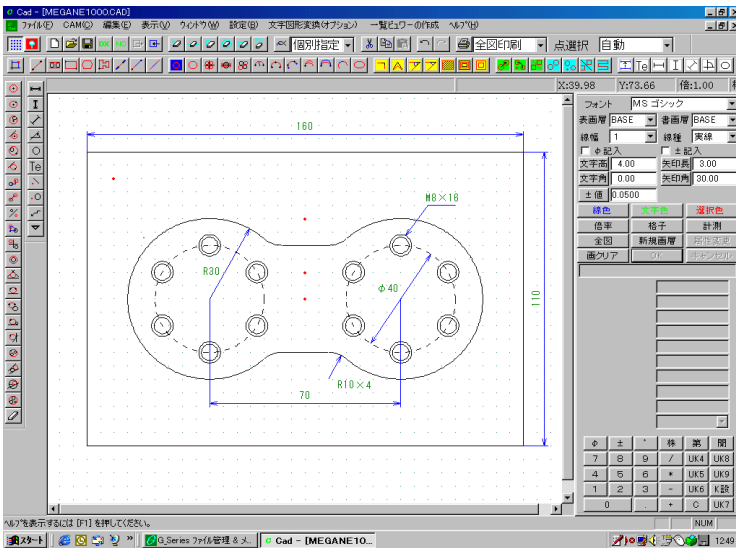 Cad - [MEGANE1000.CAD]
ファイル(F) CAM(C) 編集(E) 表示(V) ウィンドウ(W) 設定(B) 文字図形変換(オプション) 一覧ビュワーの作成 ヘルプ(H)
個別指定 全図印刷 点選択 自動
X:39.98 Y:73.66 倍:1.00
フォント MS ゴシック
表画層 BASE 書画層 BASE
線幅 1 線種 実線
φ記入 ±記入
文字高 4.00 矢印長 3.00
文字角 0.00 矢印角 30.00
±値 0.0500
線色 文字色 選択色
倍率 格子 計測
全図 新規画層 属性変更
画クリア OK キャンセル
160
M8×16
R30
φ40
110
R10×4
70
φ ± ° 株 第 開
7 8 9 / UK4 UK8
4 5 6 * UK5 UK9
1 2 3 - UK6 K設
0 . + C UK7
ヘルプを表示するには [F1] を押してください。
NUM
スタート
G_Series ファイル管理 & メ..
Cad - [MEGANE10...
1249